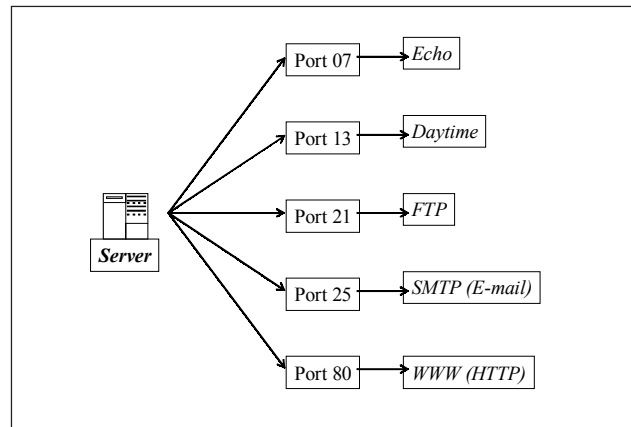 Port 07
Echo
Port 13
Daytime
Port 21
FTP
Server
Port 25
SMTP (E-mail)
Port 80
WWW (HTTP)